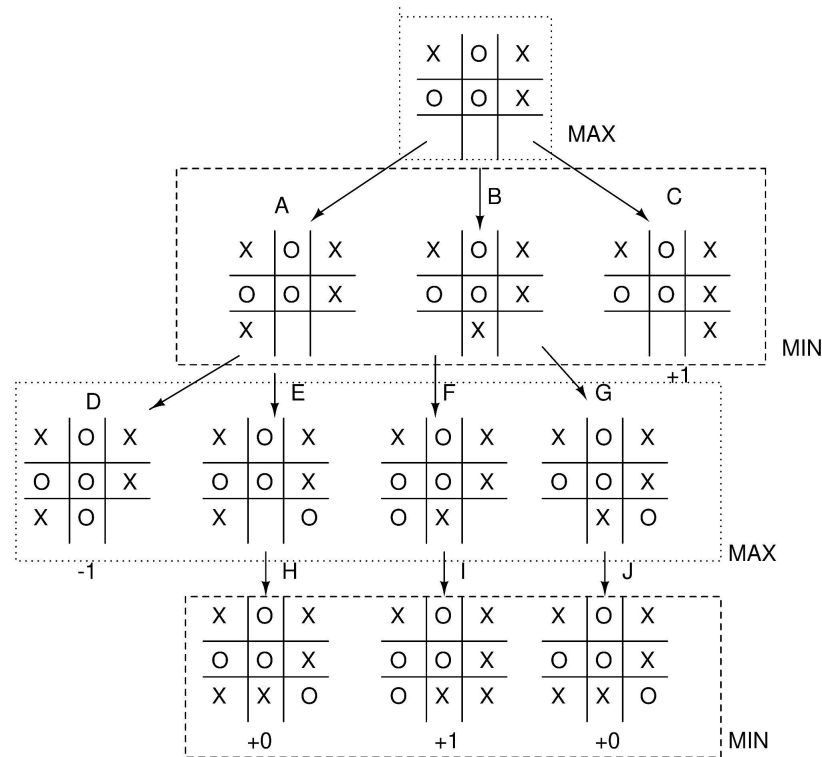 X O X
O O X
MAX
A B C
X O X X O X X O X
O O X O O X O O X
X X X
MIN
+1
D E F G
X O X X O X X O X X O X
O O X O O X O O X O O X
X O X O O X X O
MAX
-1 H I J
X O X X O X X O X
O O X O O X O O X
X X O O X X X X O
+0 +1 +0 MIN